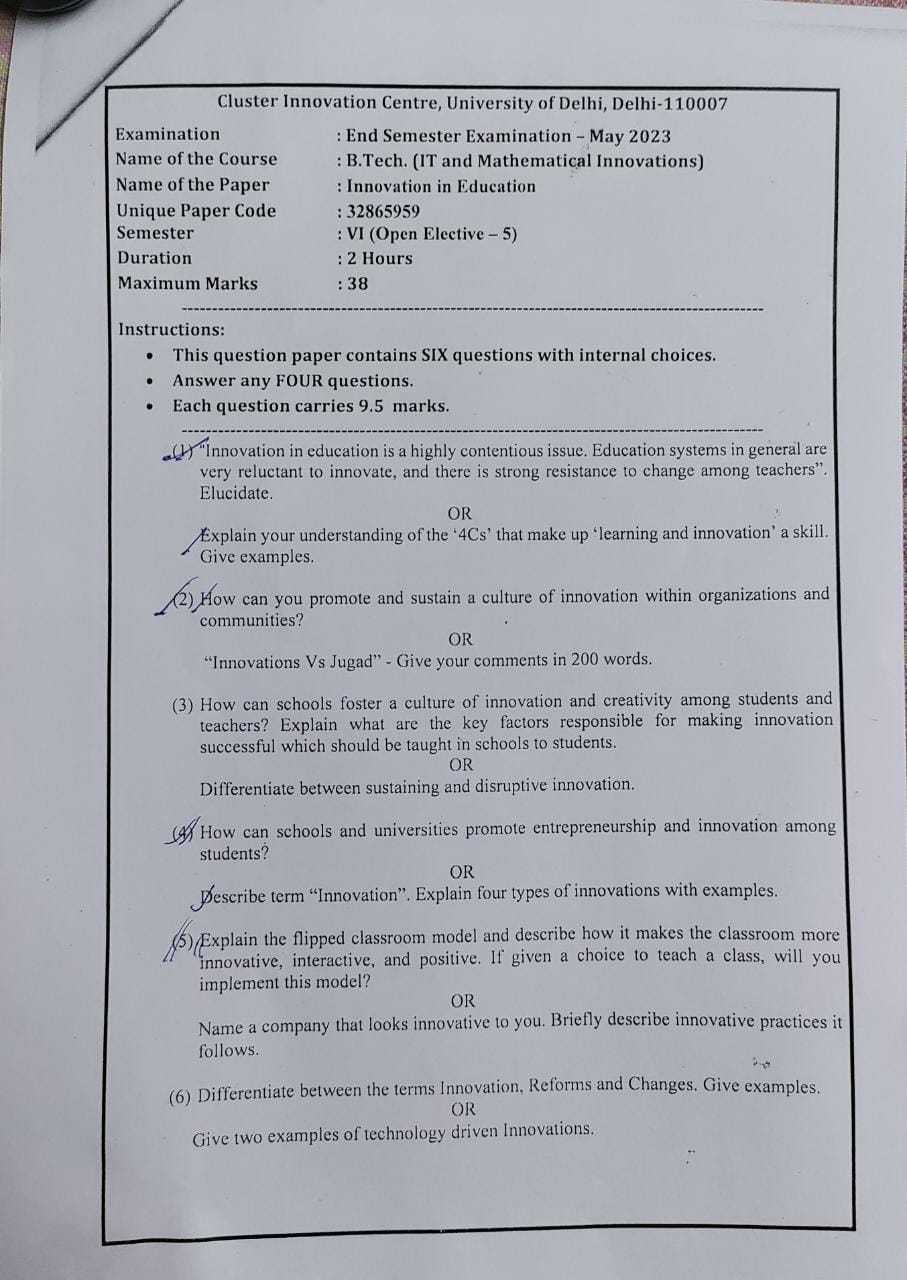 Cluster Innovation Centre, University of Delhi, Delhi-110007
Examination : End Semester Examination – May 2023
Name of the Course : B.Tech. (IT and Mathematical Innovations)
Name of the Paper : Innovation in Education
Unique Paper Code : 32865959
Semester : VI (Open Elective – 5)
Duration : 2 Hours
Maximum Marks : 38
Instructions:
• This question paper contains SIX questions with internal choices.
• Answer any FOUR questions.
• Each question carries 9.5 marks.
(1) "Innovation in education is a highly contentious issue. Education systems in general are
very reluctant to innovate, and there is strong resistance to change among teachers”.
Elucidate.
OR
Explain your understanding of the ‘4Cs’ that make up ‘learning and innovation’ a skill.
Give examples.
(2) How can you promote and sustain a culture of innovation within organizations and
communities?
OR
“Innovations Vs Jugad” - Give your comments in 200 words.
(3) How can schools foster a culture of innovation and creativity among students and
teachers? Explain what are the key factors responsible for making innovation
successful which should be taught in schools to students.
OR
Differentiate between sustaining and disruptive innovation.
(4) How can schools and universities promote entrepreneurship and innovation among
students?
OR
Describe term “Innovation”. Explain four types of innovations with examples.
(5) Explain the flipped classroom model and describe how it makes the classroom more
innovative, interactive, and positive. If given a choice to teach a class, will you
implement this model?
OR
Name a company that looks innovative to you. Briefly describe innovative practices it
follows.
(6) Differentiate between the terms Innovation, Reforms and Changes. Give examples.
OR
Give two examples of technology driven Innovations.